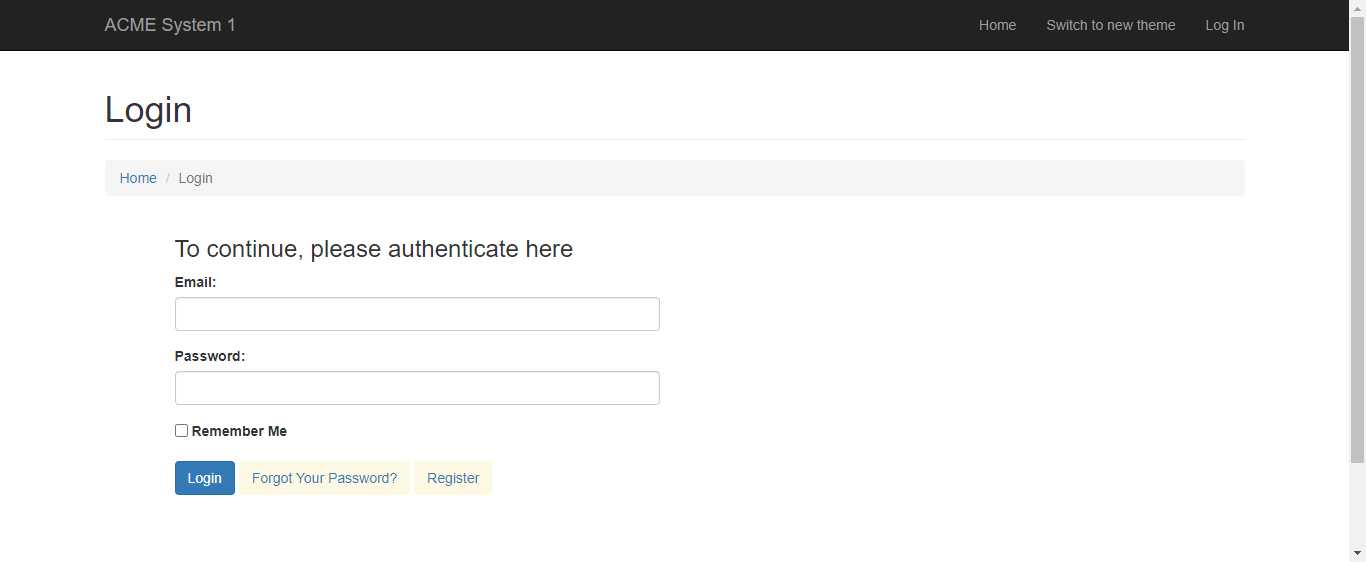 ACME System 1 Home Switch to new theme Log In
Login
Home / Login
To continue, please authenticate here
Email:
Password:
Remember Me
Login Forgot Your Password? Register